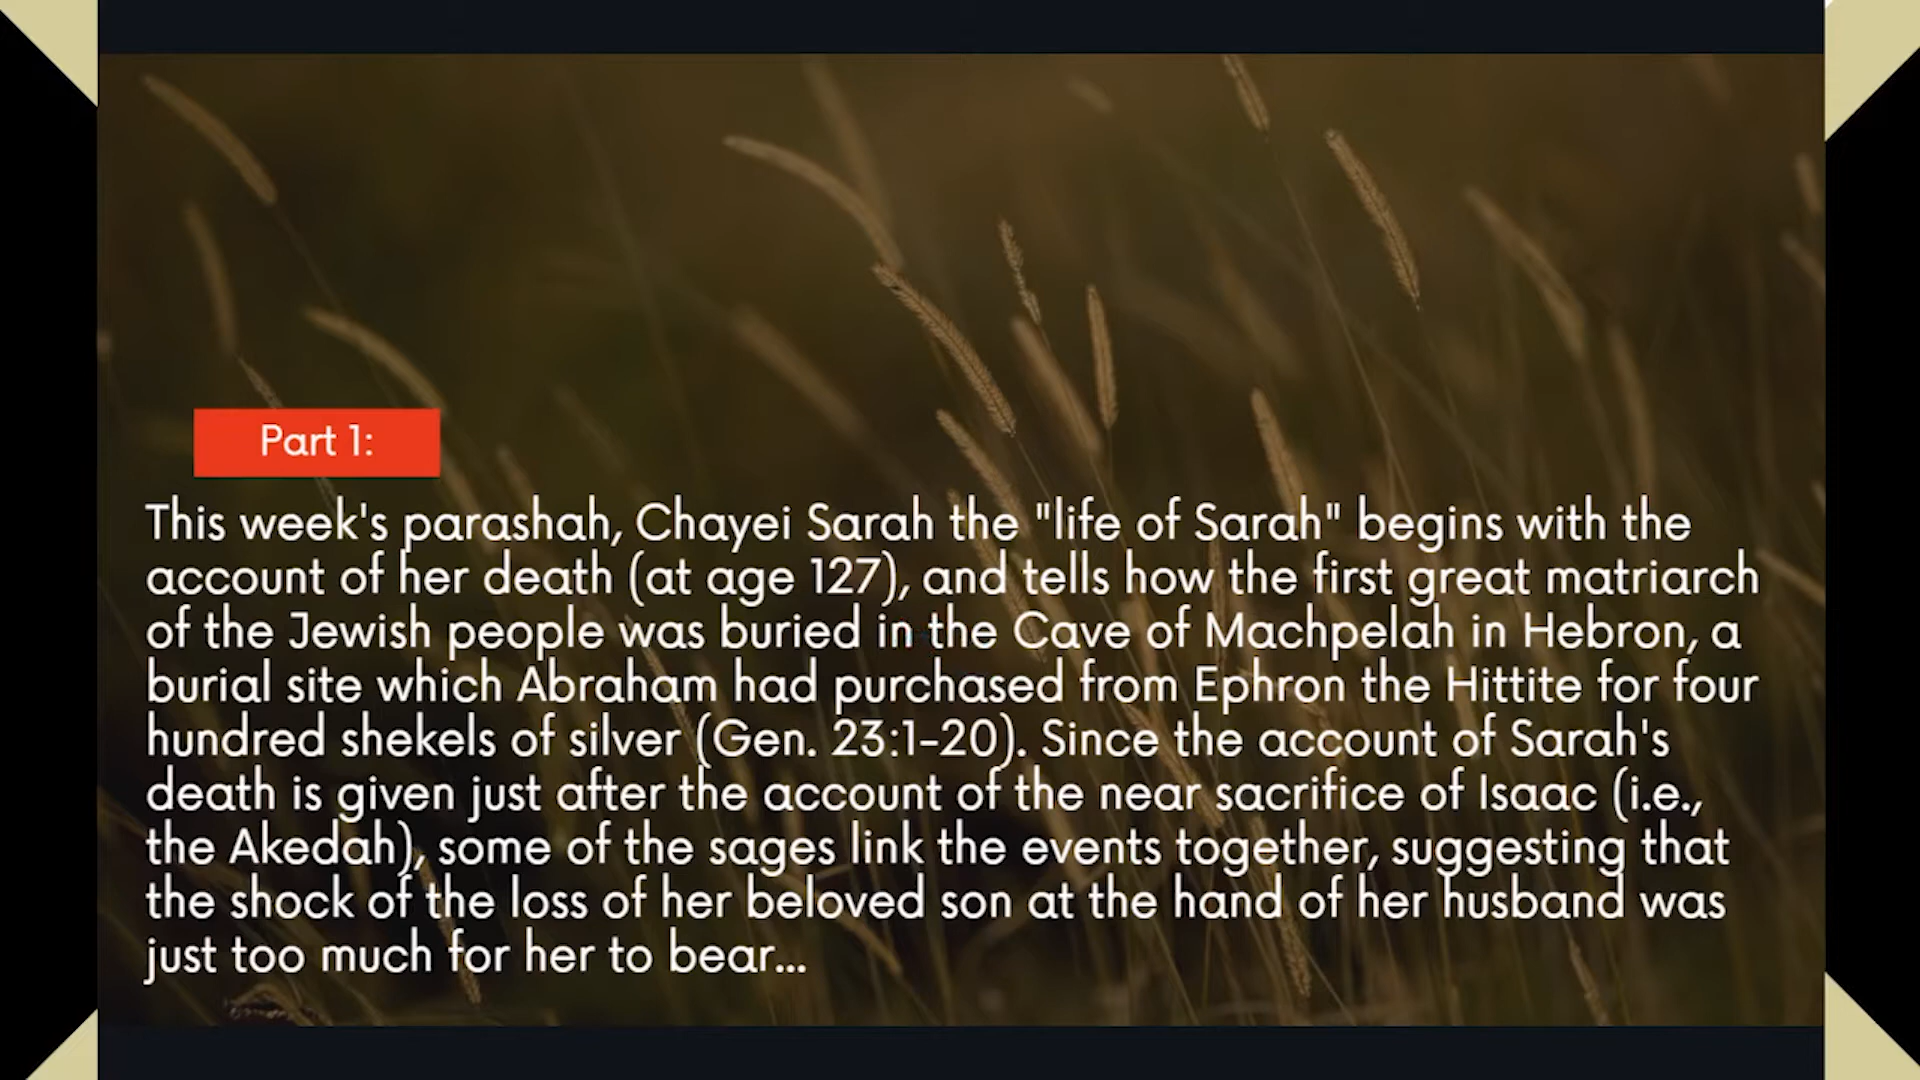 Part 1:
This week's parashah, Chayei Sarah the "life of Sarah" begins with the
account of her death (at age 127), and tells how the first great matriarch
of the Jewish people was buried in the Cave of Machpelah in Hebron, a
burial site which Abraham had purchased from Ephron the Hittite for four
hundred shekels of silver (Gen. 23:1-20). Since the account of Sarah's
death is given just after the account of the near sacrifice of Isaac (i.e.,
the Akedah), some of the sages link the events together, suggesting that
the shock of the loss of her beloved son at the hand of her husband was
just too much for her to bear...